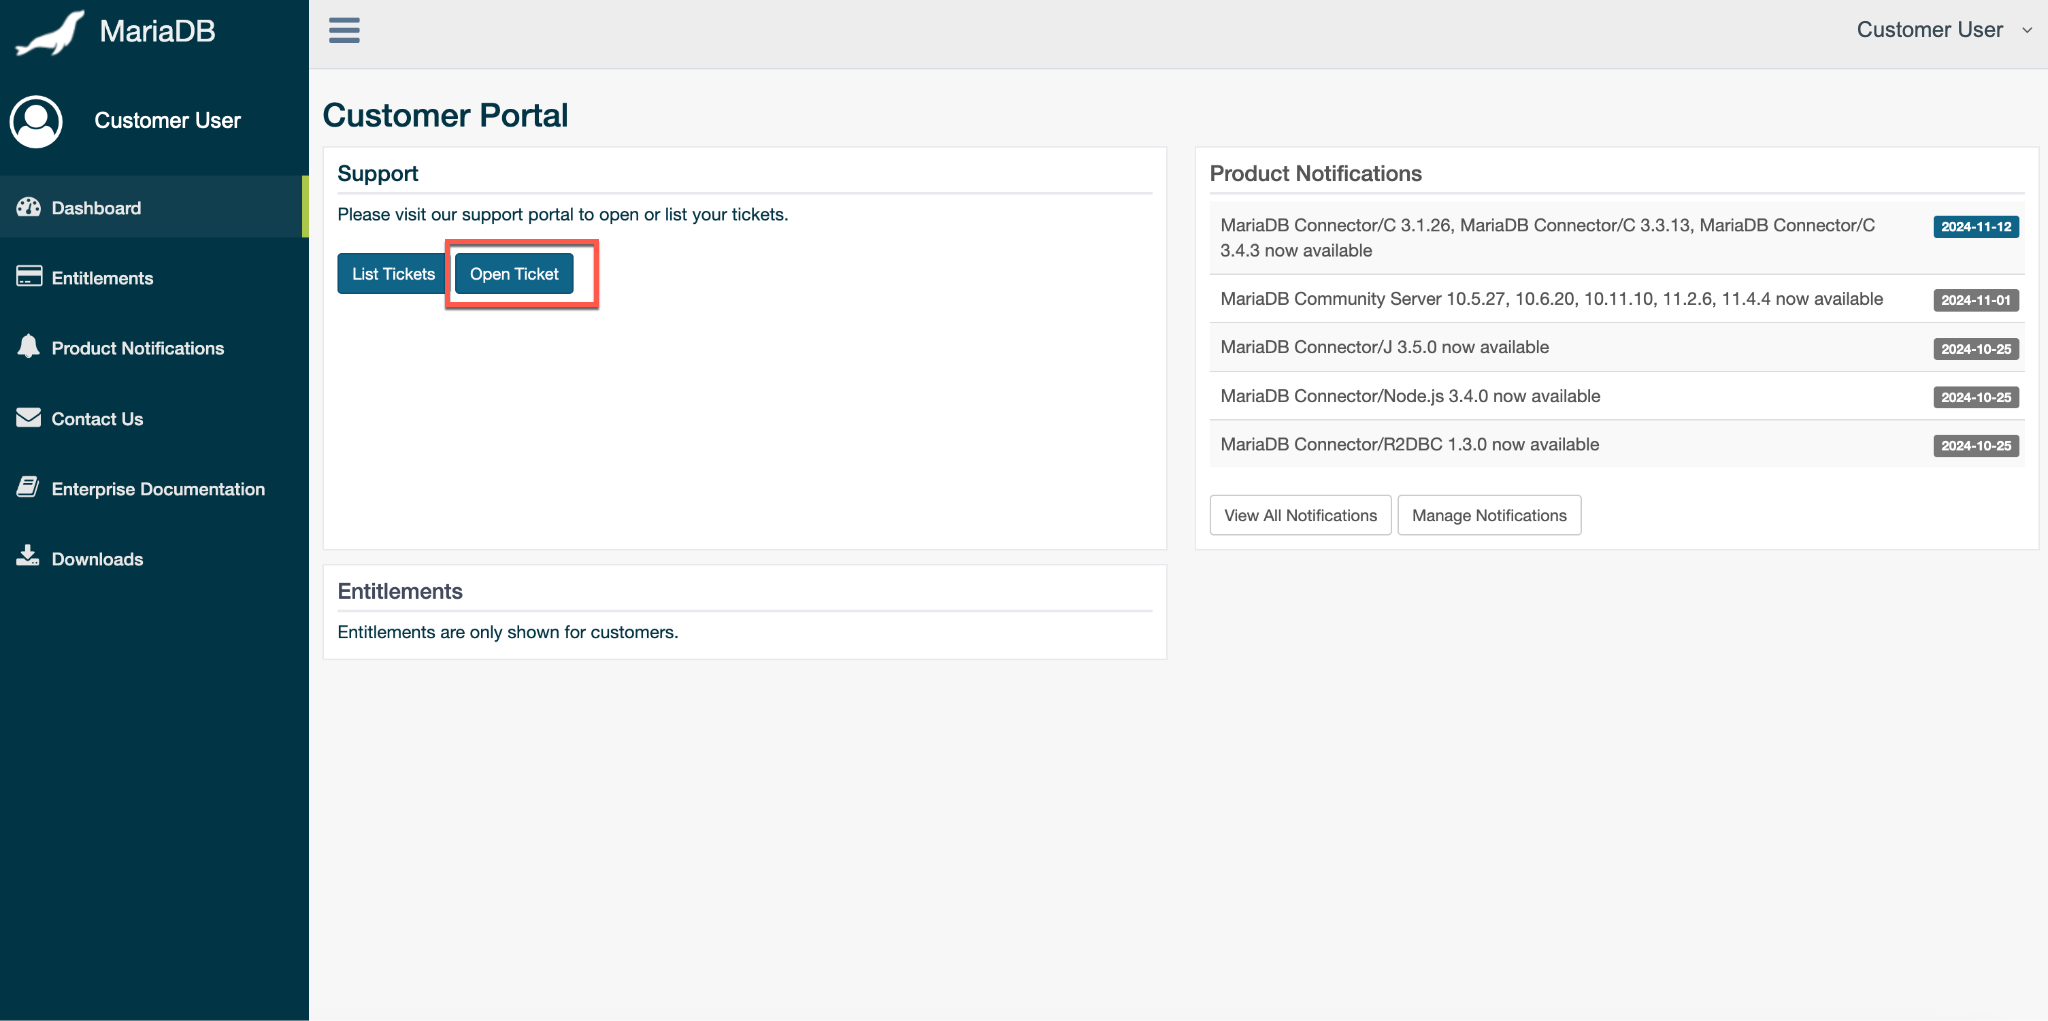 MariaDB
Customer User
Customer User
Dashboard
Entitlements
Product Notifications
Contact Us
Enterprise Documentation
Downloads
Customer Portal
Support
Please visit our support portal to open or list your tickets.
List Tickets
Open Ticket
Product Notifications
MariaDB Connector/C 3.1.26, MariaDB Connector/C 3.3.13, MariaDB Connector/C
3.4.3 now available
2024-11-12
MariaDB Community Server 10.5.27, 10.6.20, 10.11.10, 11.2.6, 11.4.4 now available
2024-11-01
MariaDB Connector/J 3.5.0 now available
2024-10-25
MariaDB Connector/Node.js 3.4.0 now available
2024-10-25
MariaDB Connector/R2DBC 1.3.0 now available
2024-10-25
View All Notifications
Manage Notifications
Entitlements
Entitlements are only shown for customers.